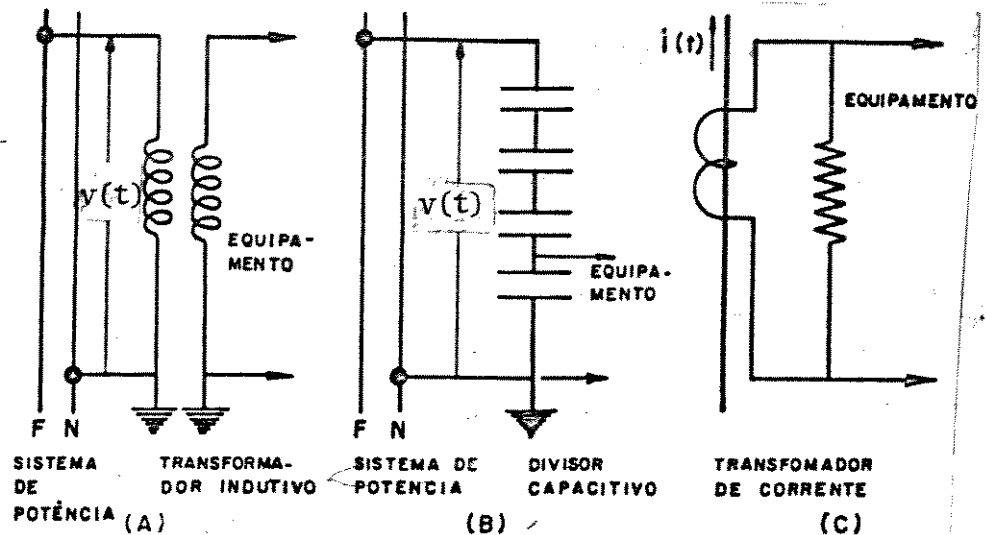 v(t)
EQUIPA-
MENTO
F N
SISTEMA
DE
POTÊNCIA
TRANSFORMA-
DOR INDUTIVO
(A)
v(t)
EQUIPA-
MENTO
F N
SISTEMA DE
POTENCIA
DIVISOR
CAPACITIVO
(B)
i(t)
EQUIPAMENTO
TRANSFOMADOR
DE CORRENTE
(C)